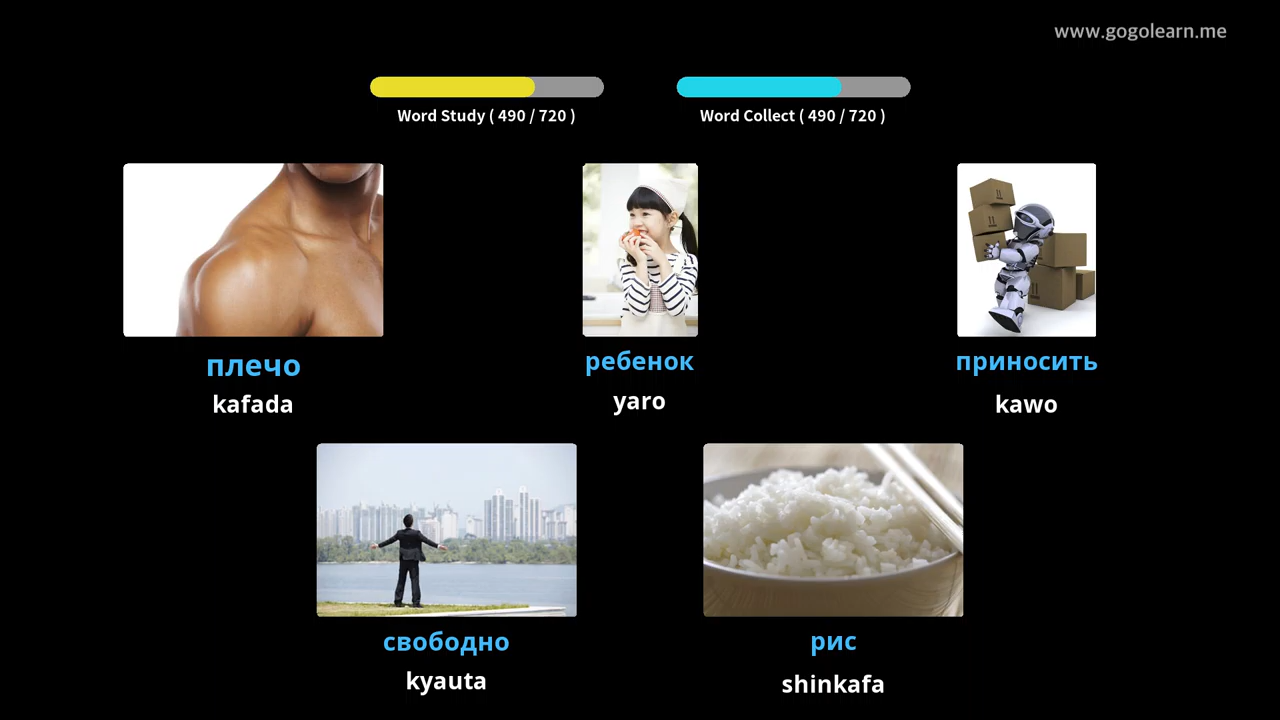 www.gogolearn.me
Word Study ( 490 / 720 )
Word Collect ( 490 / 720 )
плечо
kafada
ребенок
yaro
приносить
kawo
свободно
kyauta
рис
shinkafa